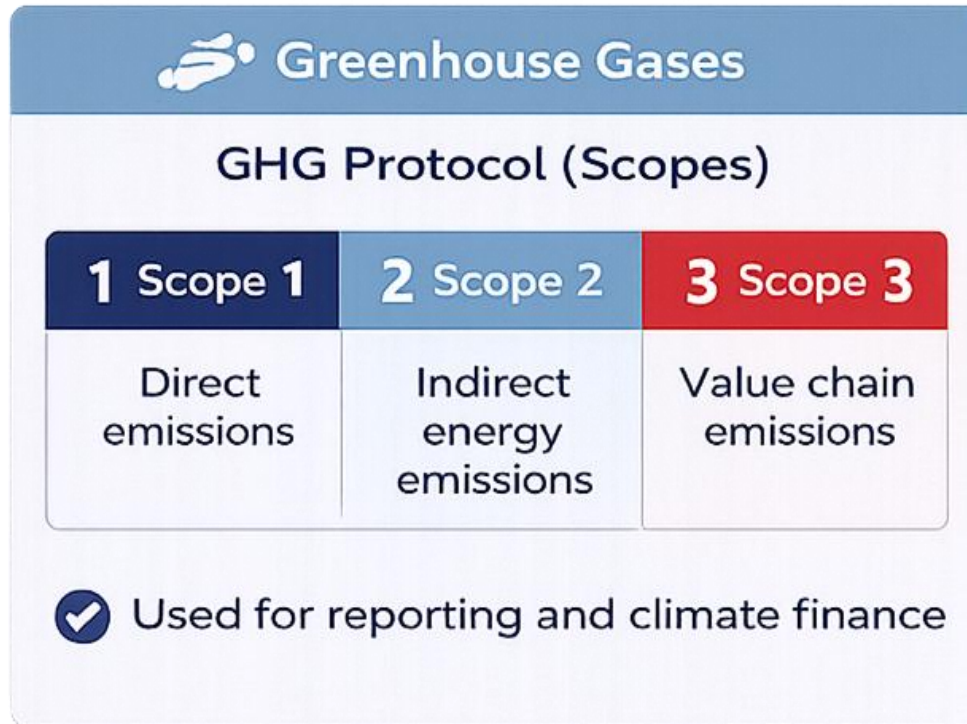 Greenhouse Gases
GHG Protocol (Scopes)
1 Scope 1
2 Scope 2
3 Scope 3
Direct
emissions
Indirect
energy
emissions
Value chain
emissions
Used for reporting and climate finance